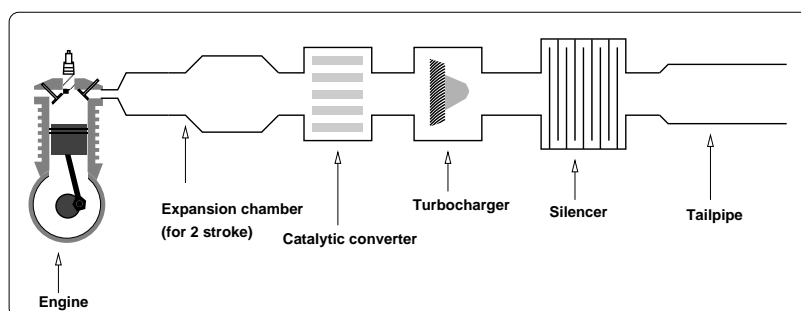 Expansion chamber
(for 2 stroke)
Catalytic converter
Turbocharger
Silencer
Tailpipe
Engine